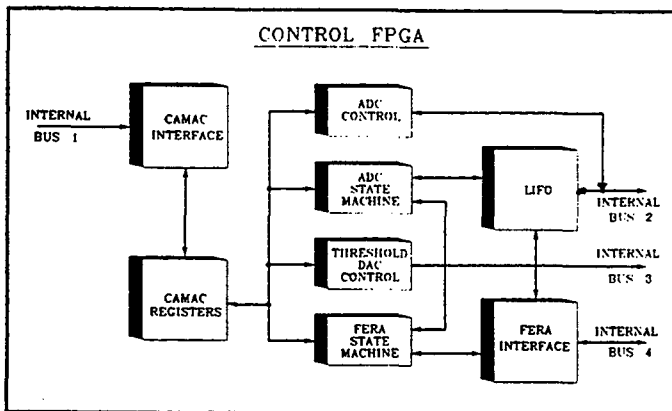 CONTROL FPGA
INTERNAL
BUS 1
CAMAC
INTERFACE
ADC
CONTROL
ADC
STATE
MACHINE
LIFO
INTERNAL
BUS 2
CAMAC
REGISTERS
THRESHOLD
DAC
CONTROL
INTERNAL
BUS 3
FERA
STATE
MACHINE
FERA
INTERFACE
INTERNAL
BUS 4